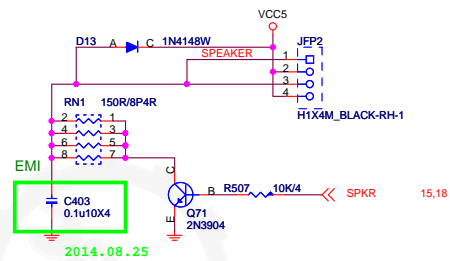 VCC5
D13 A C 1N4148W JFP2
SPEAKER 1
2
3
4
RN1 150R/8P4R H1X4M_BLACK-RH-1
2 1
4 3
6 5
8 7
EMI
C
C403 B R507 10K/4 SPKR 15,18
0.1u10X4 Q71
E 2N3904
2014.08.25